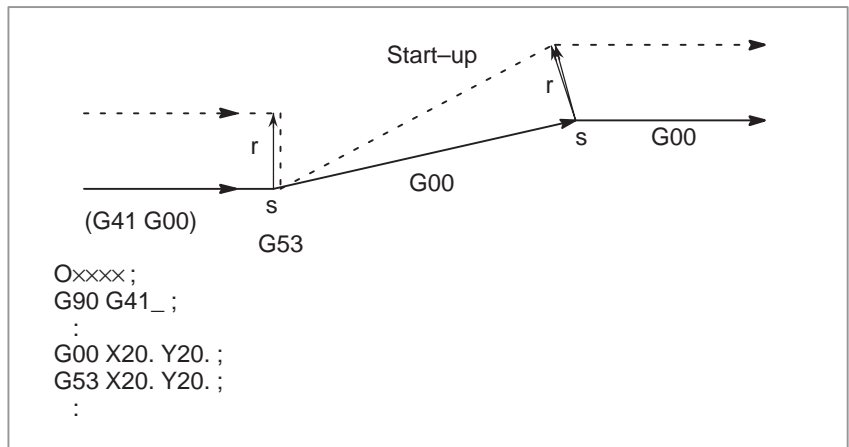 Start–up
r
r
s
G00
G00
s
(G41 G00)
G53
O×××× ;
G90 G41_ ;
:
G00 X20. Y20. ;
G53 X20. Y20. ;
: